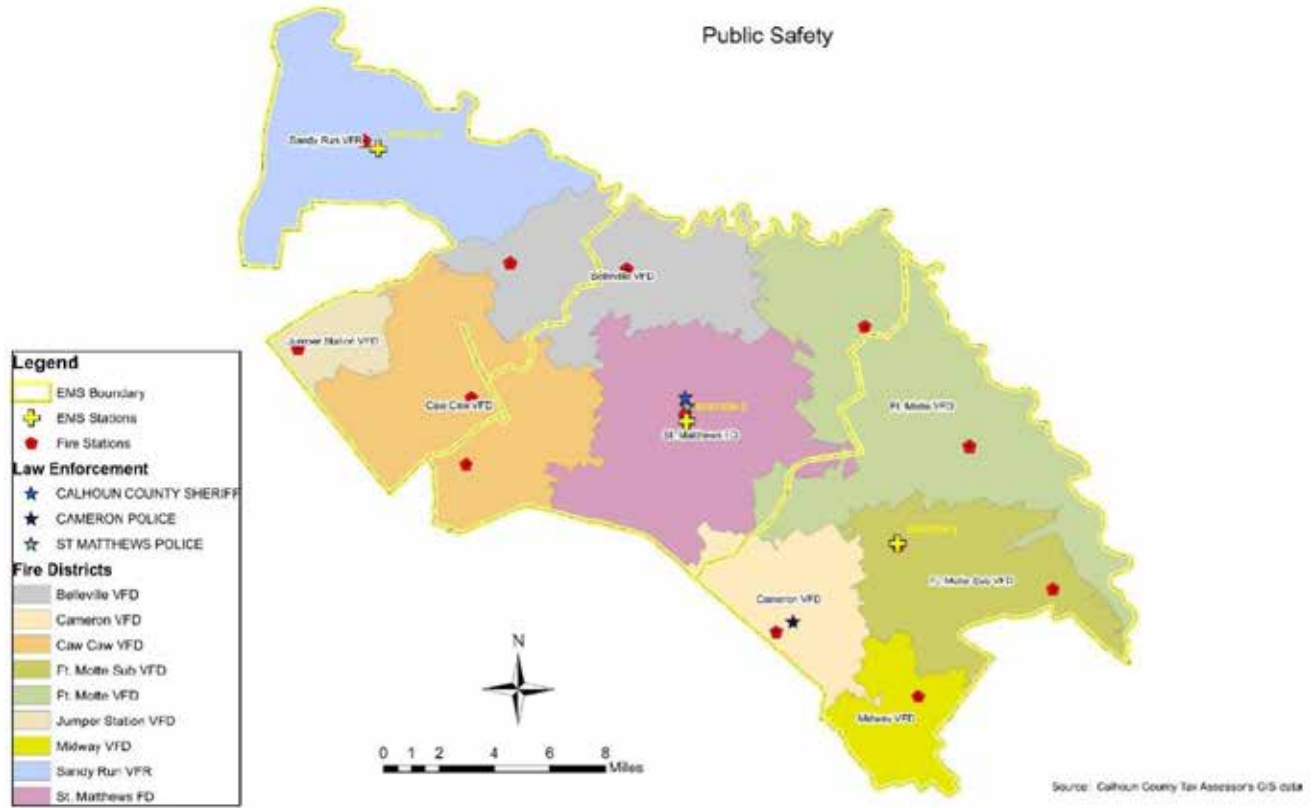 Public Safety
Sandy Run VFR
Belleville VFD
Jumper Station VFD
Caw Caw VFD
St. Matthews FD
Ft. Motte VFD
Ft. Motte Sub VFD
Cameron VFD
Midway VFD
Legend
EMS Boundary
EMS Stations
Fire Stations
Law Enforcement
CALHOUN COUNTY SHERIFF
CAMERON POLICE
ST MATTHEWS POLICE
Fire Districts
Belleville VFD
Cameron VFD
Caw Caw VFD
Ft. Motte Sub VFD
Ft. Motte VFD
Jumper Station VFD
Midway VFD
Sandy Run VFR
St. Matthews FD
N
0 1 2 4 6 8
Miles
Source: Calhoun County Tax Assessor's GIS data